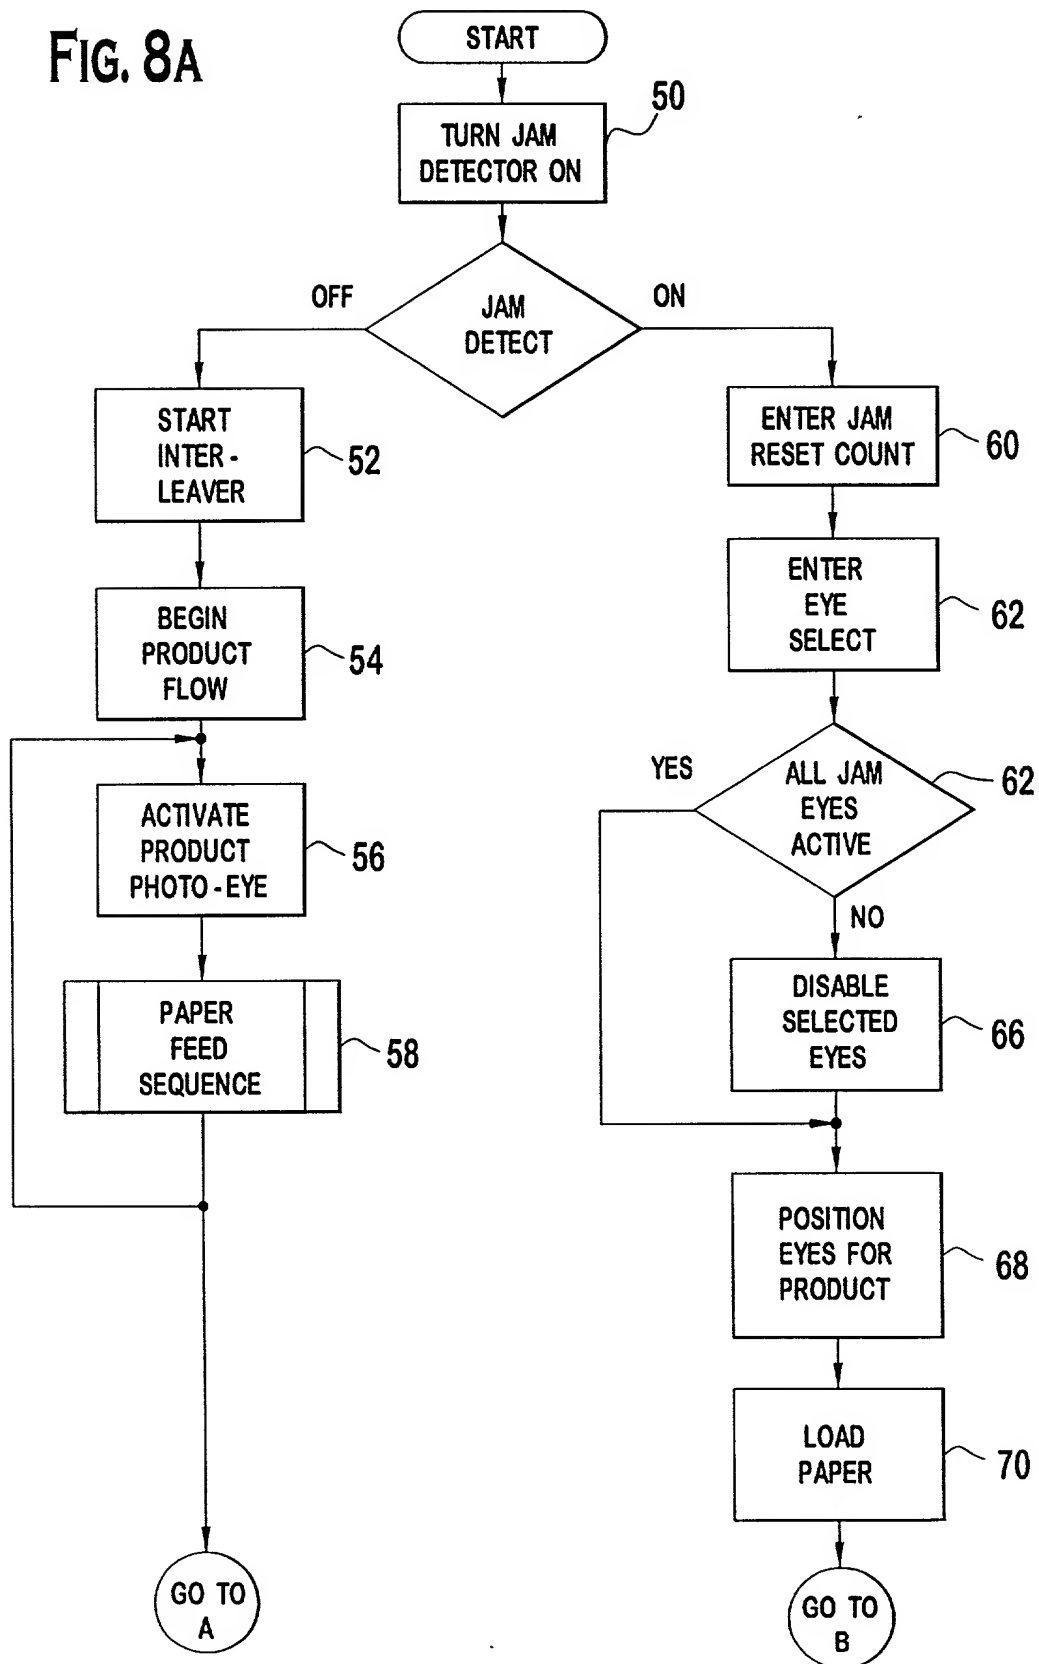 FIG. 8A
START
TURN JAM
DETECTOR ON
50
JAM
DETECT
OFF
ON
START
INTER-
LEAVER
52
BEGIN
PRODUCT
FLOW
54
ACTIVATE
PRODUCT
PHOTO-EYE
56
PAPER
FEED
SEQUENCE
58
GO TO
A
ENTER JAM
RESET COUNT
60
ENTER
EYE
SELECT
62
ALL JAM
EYES
ACTIVE
62
YES
NO
DISABLE
SELECTED
EYES
66
POSITION
EYES FOR
PRODUCT
68
LOAD
PAPER
70
GO TO
B